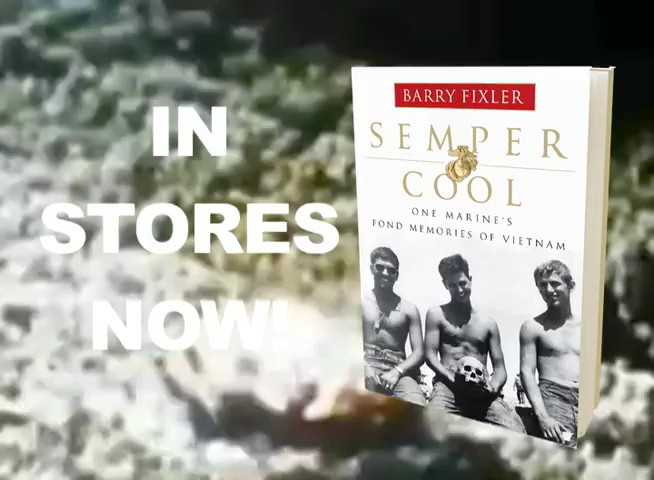 IN
STORES
NOW!
BARRY FIXLER
SEMPER
COOL
ONE MARINE'S
FOND MEMORIES OF VIETNAM